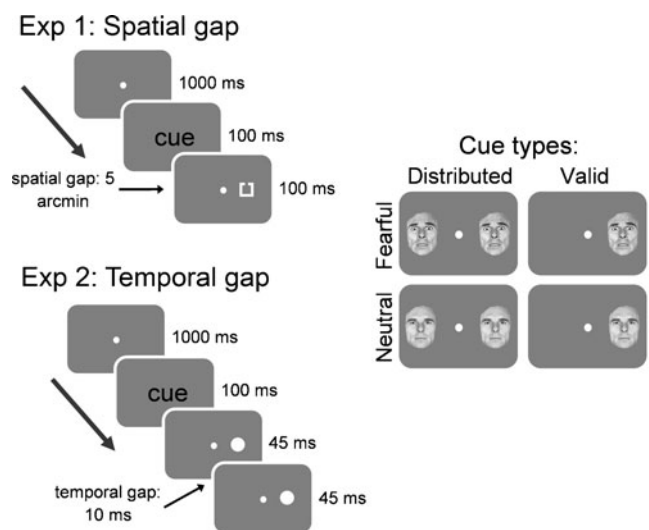 Exp 1: Spatial gap
1000 ms
cue
100 ms
spatial gap: 5
arcmin
100 ms
Exp 2: Temporal gap
1000 ms
cue
100 ms
45 ms
temporal gap:
10 ms
45 ms
Cue types:
Distributed Valid
Fearful
Neutral